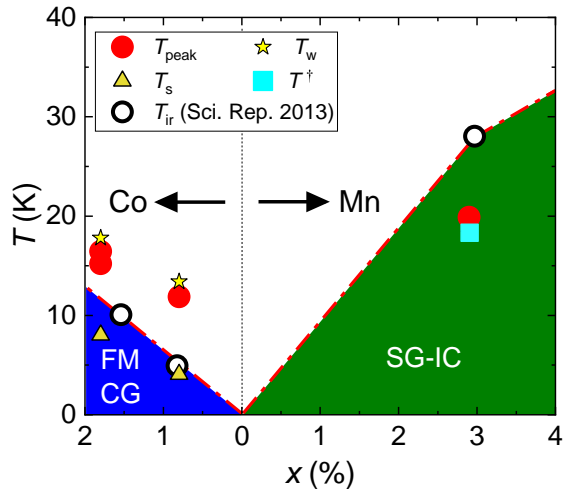 40
30
20
10
0
T (K)
T_peak
T_w
T_s
T^†
T_ir (Sci. Rep. 2013)
Co
Mn
FM
CG
SG-IC
2 1 0 1 2 3 4
x (%)